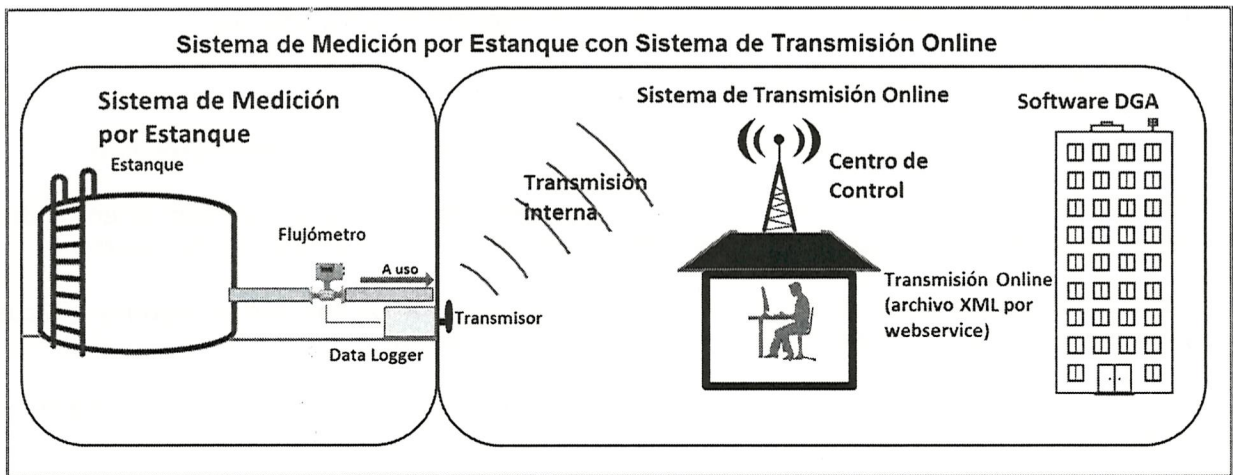 Sistema de Medición por Estanque con Sistema de Transmisión Online
Sistema de Medición
por Estanque
Estanque
Flujómetro
A uso
Data Logger
Transmisor
Transmisión
interna
Sistema de Transmisión Online
Centro de
Control
Transmisión Online
(archivo XML por
webservice)
Software DGA